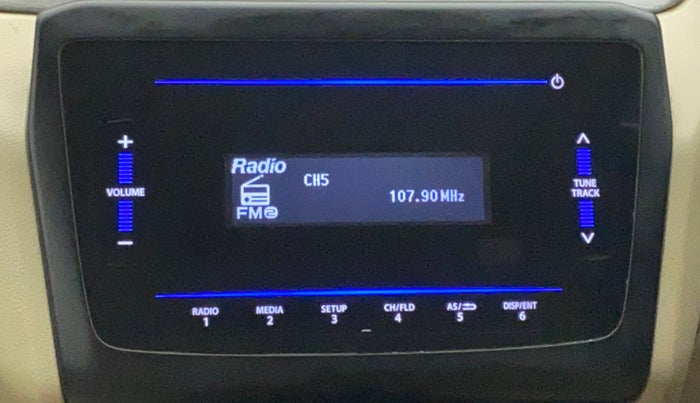 +
VOLUME
−
Radio
FM2
CH5
107.90 MHz
TUNE
TRACK
RADIO
1
MEDIA
2
SETUP
3
CH/FLD
4
AS/
5
DISP/ENT
6